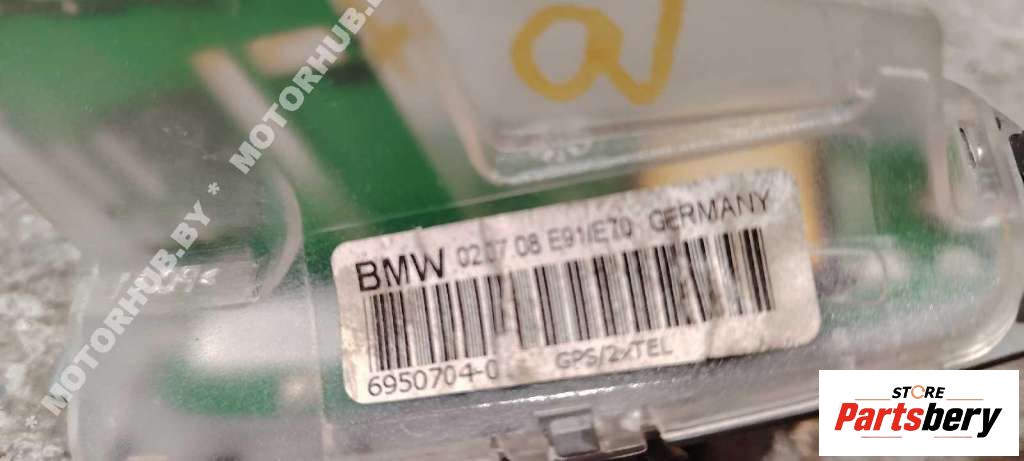 a
MOTORHUB.BY * MOTORHUB.BY
BMW 02.07.08 E91/E70 GERMANY
6950704-0
GPS/2xTEL
STORE
Partsbery